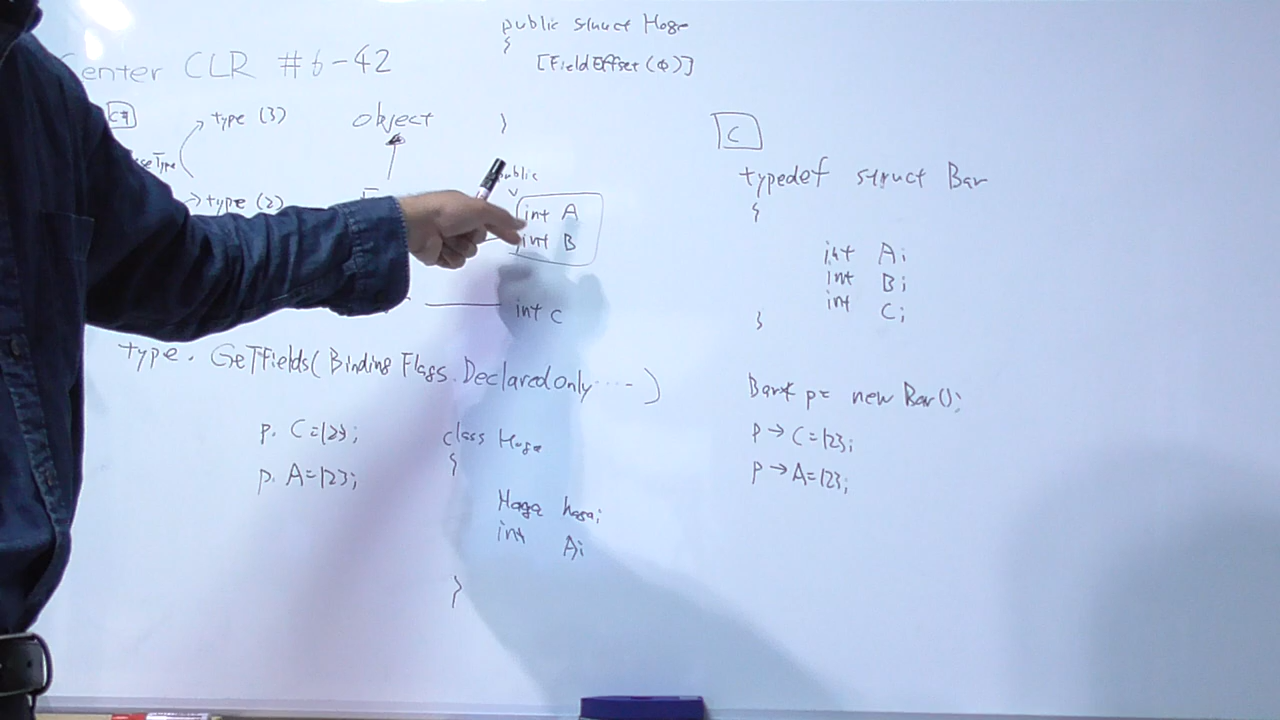 public struct Hoge
{
[FieldOffset(0)]
}
Center CLR #6-42
C#
type (3)
object
type (2)
public
int A
int B
int C
type. GetFields(BindingFlags.DeclaredOnly ····- )
p. C=123;
p. A=123;
class Hoge
{
Hoge hoge;
int A;
}
C
typedef struct Bar
{
int A;
int B;
int C;
}
Bar* p= new Bar();
p → C=123;
p → A=123;